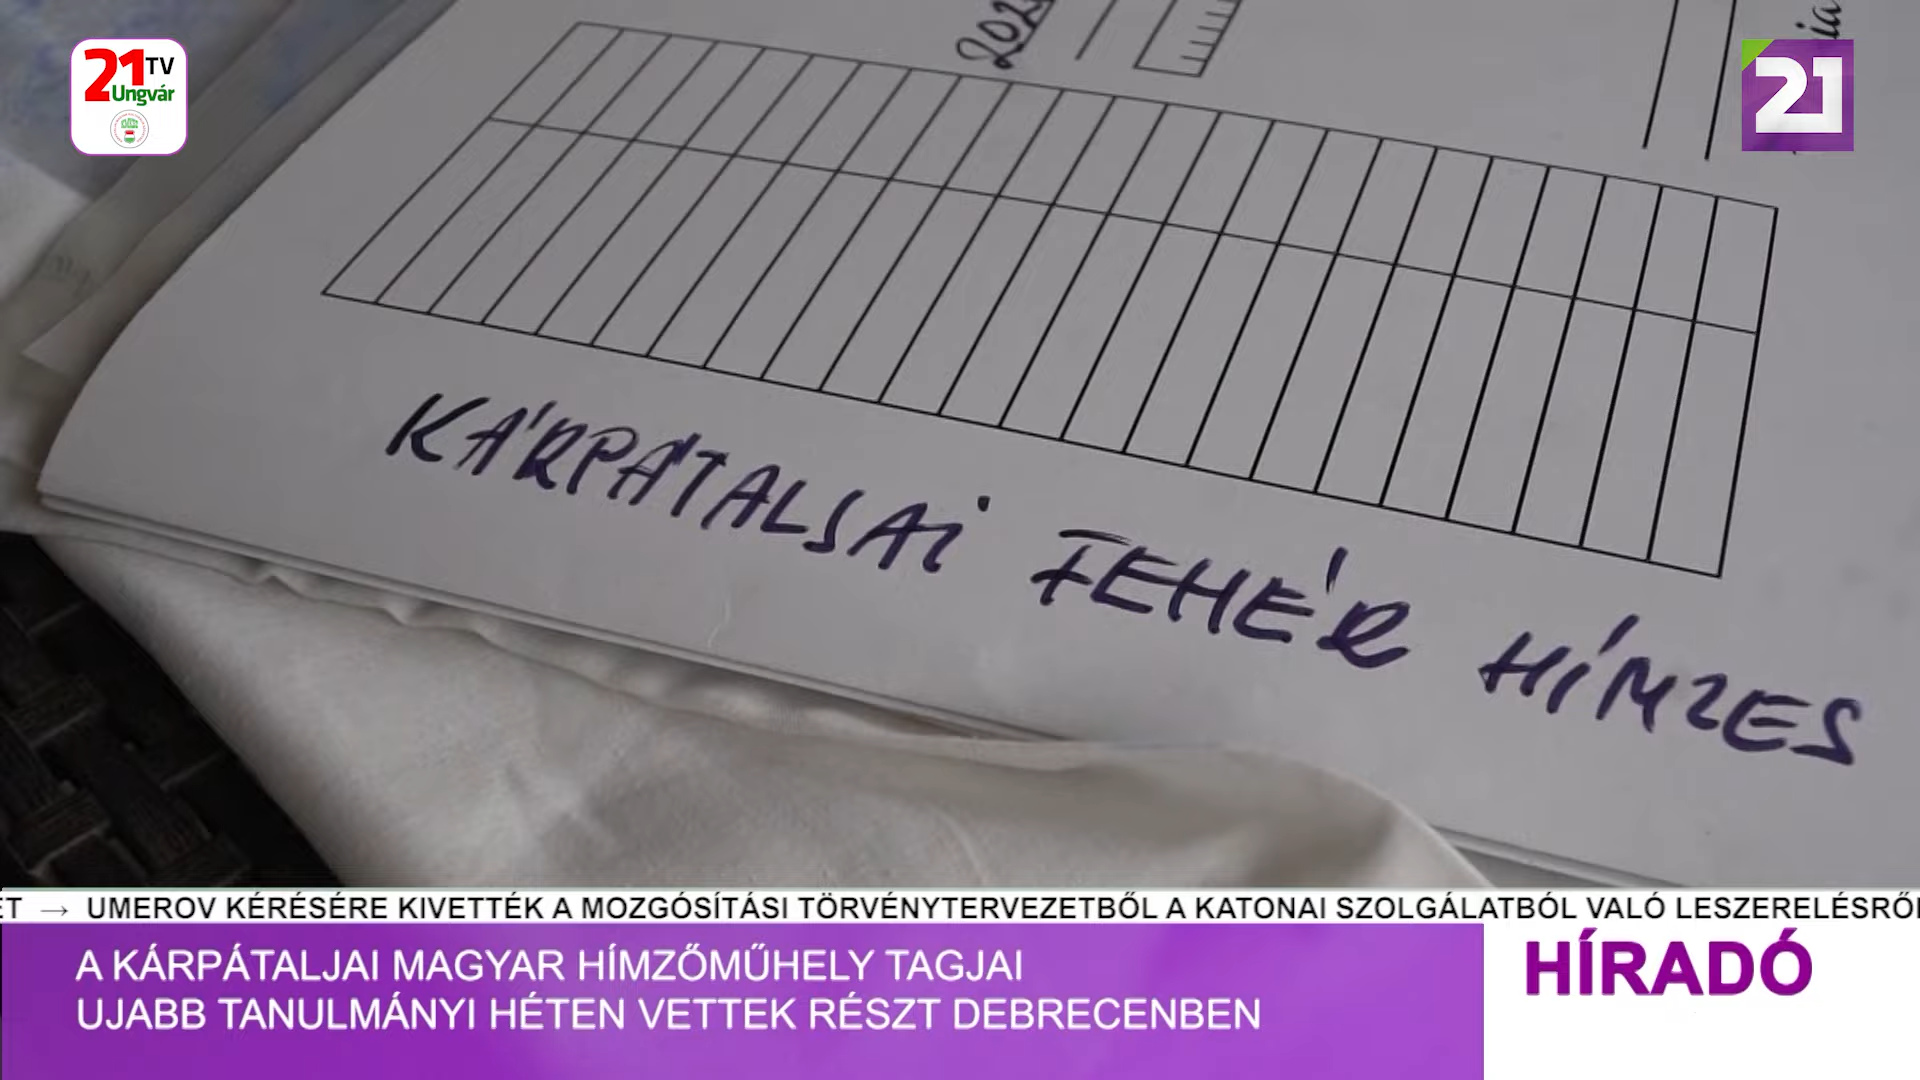 21 TV
Ungvár
21
KÁRPÁTALJAI FEHÉR HÍMZES
→ UMEROV KÉRÉSÉRE KIVETTÉK A MOZGÓSÍTÁSI TÖRVÉNYTERVEZETBŐL A KATONAI SZOLGÁLATBÓL VALÓ LESZERELÉSRŐ
A KÁRPÁTALJAI MAGYAR HÍMZŐMŰHELY TAGJAI
UJABB TANULMÁNYI HÉTEN VETTEK RÉSZT DEBRECENBEN
HÍRADÓ